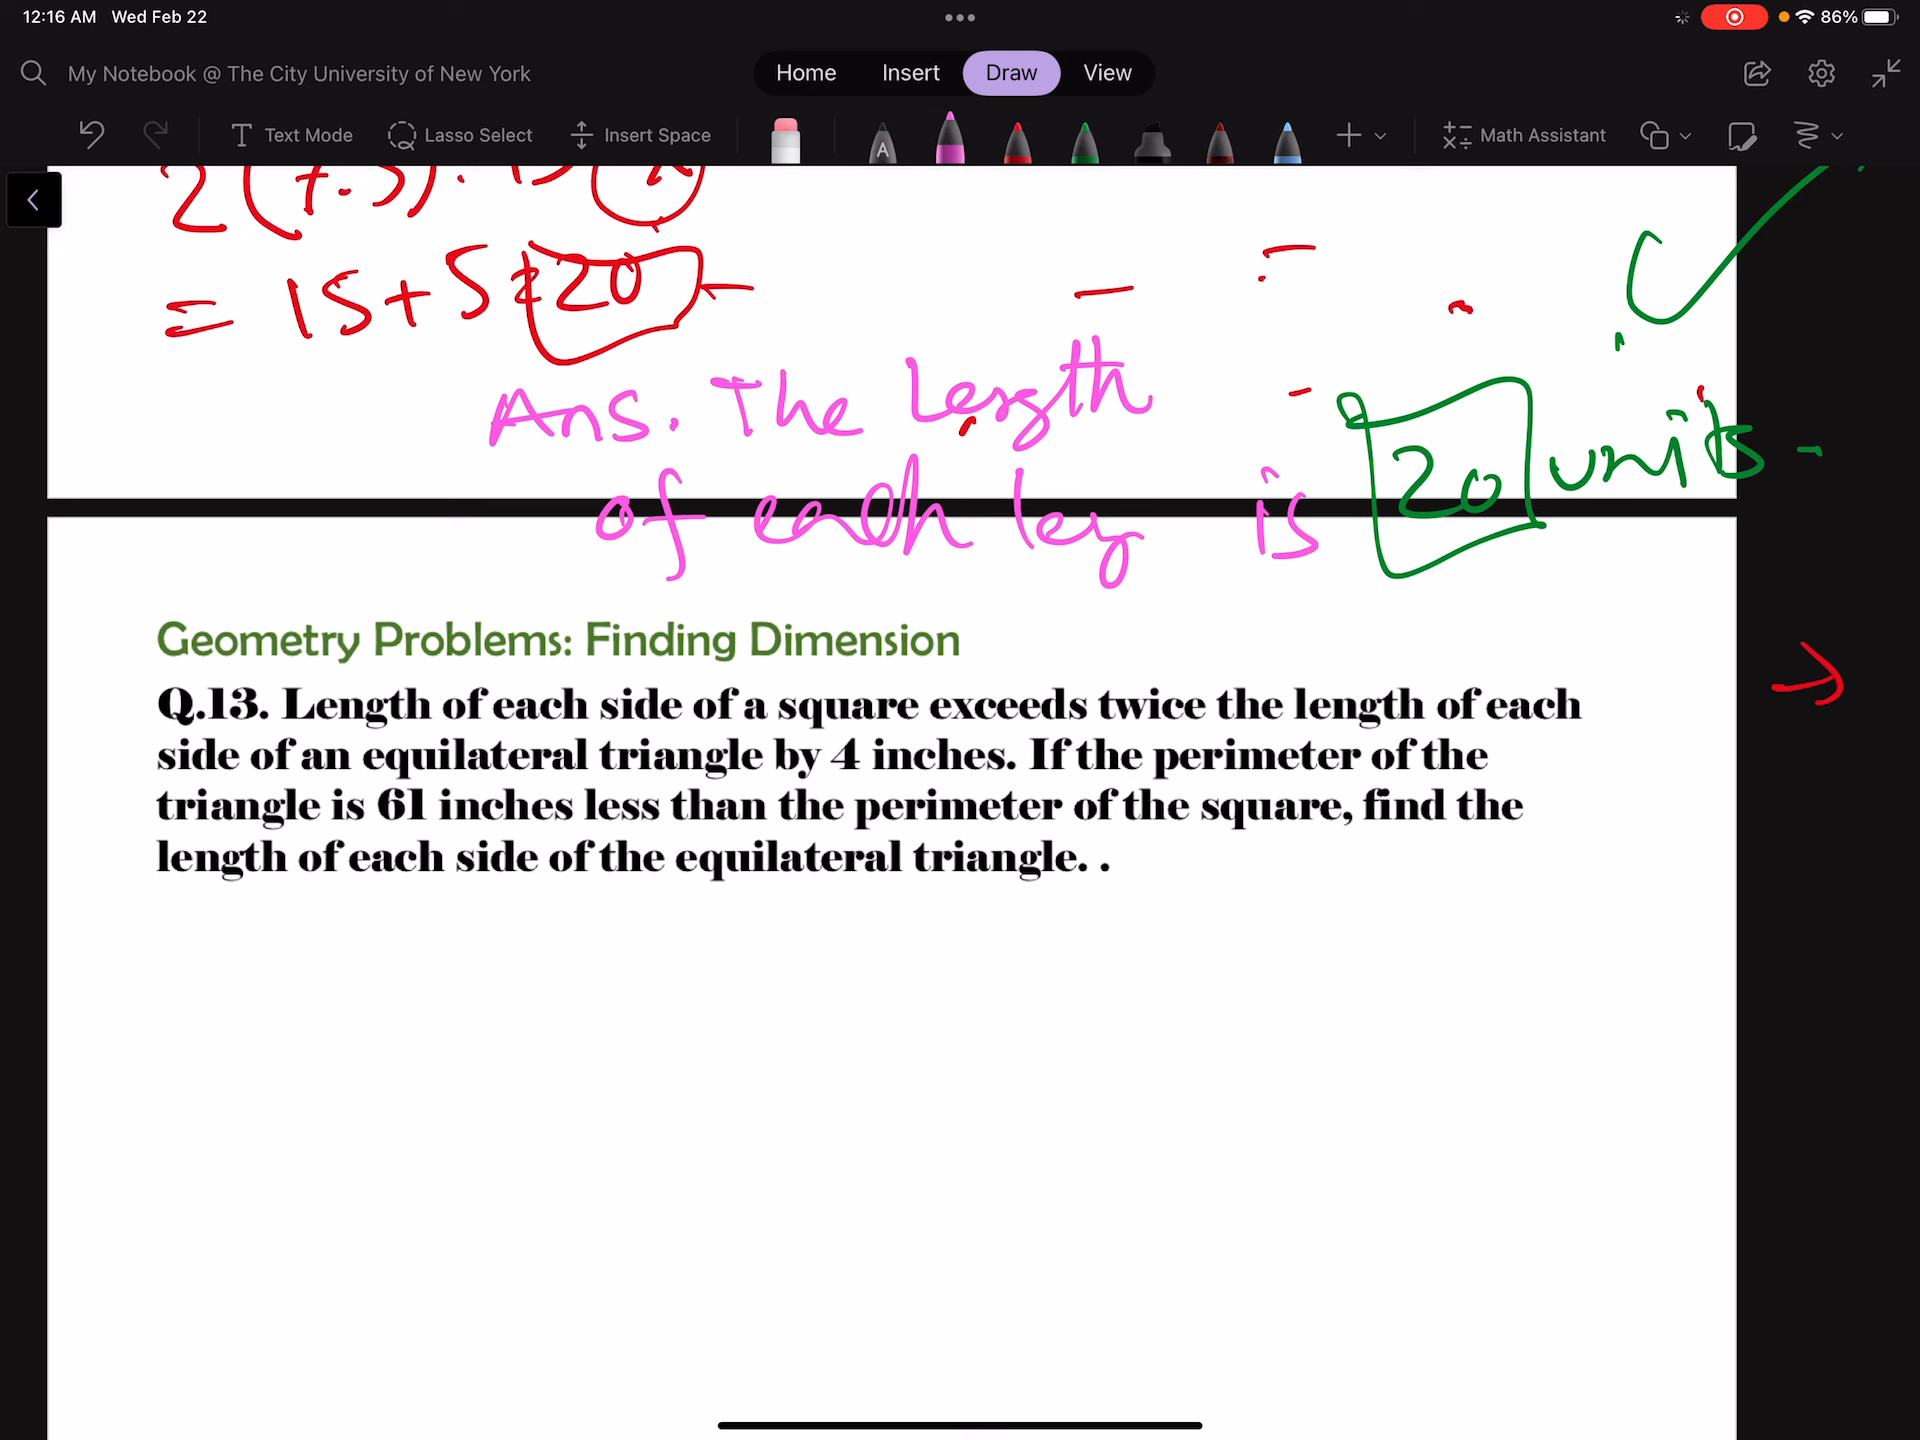 12:16 AM Wed Feb 22
86%
My Notebook @ The City University of New York
Home Insert Draw View
Text Mode Lasso Select Insert Space A Math Assistant
= 15+5 = 20
Ans. The length
of each leg is 20 units
Geometry Problems: Finding Dimension
Q.13. Length of each side of a square exceeds twice the length of each
side of an equilateral triangle by 4 inches. If the perimeter of the
triangle is 61 inches less than the perimeter of the square, find the
length of each side of the equilateral triangle. .